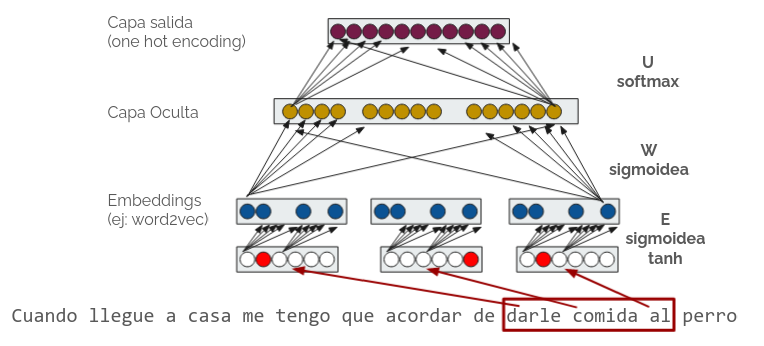 Capa salida
(one hot encoding)
U
softmax
Capa Oculta
W
sigmoidea
Embeddings
(ej: word2vec)
E
sigmoidea
tanh
Cuando llegue a casa me tengo que acordar de darle comida al perro